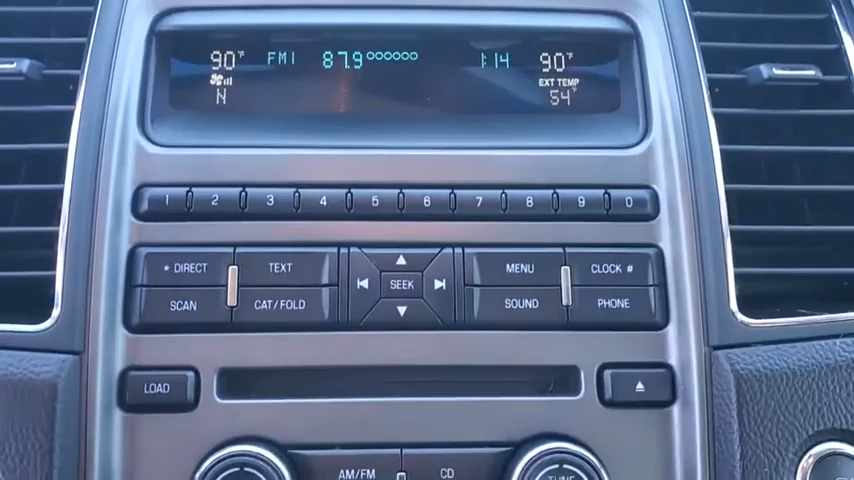 90°F FM1 87.9°°°°°° 1:14 90°F
EXT TEMP
N 54°F
1 2 3 4 5 6 7 8 9 0
* DIRECT TEXT MENU CLOCK #
SEEK
SCAN CAT/FOLD SOUND PHONE
LOAD
AM/FM CD TUNE